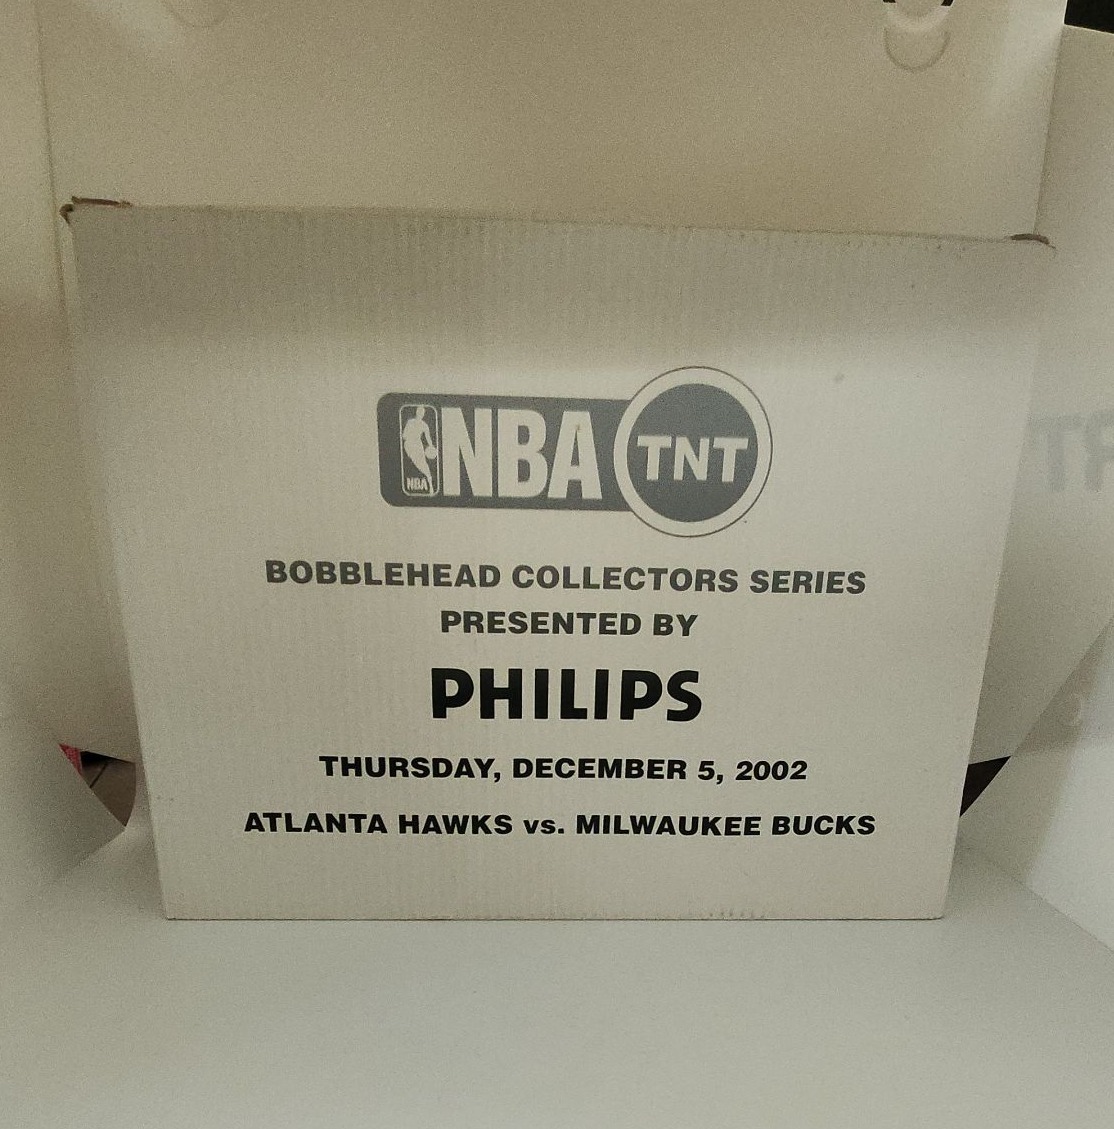 NBA
NBA
TNT
BOBBLEHEAD COLLECTORS SERIES
PRESENTED BY
PHILIPS
THURSDAY, DECEMBER 5, 2002
ATLANTA HAWKS vs. MILWAUKEE BUCKS